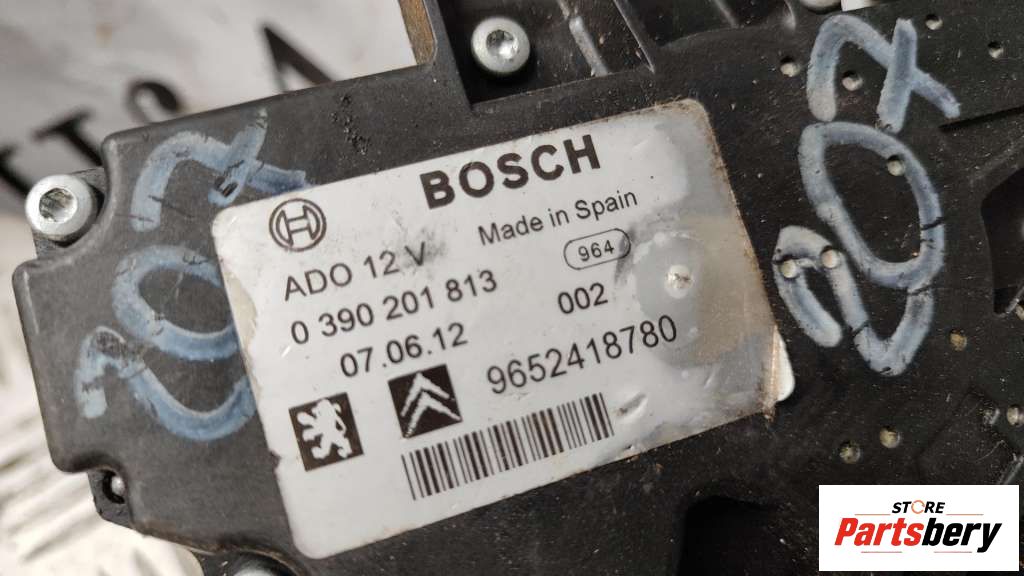 BOSCH
Made in Spain
ADO 12 V
964
0 390 201 813
002
07.06.12
9652418780
207
207
STORE
Partsbery